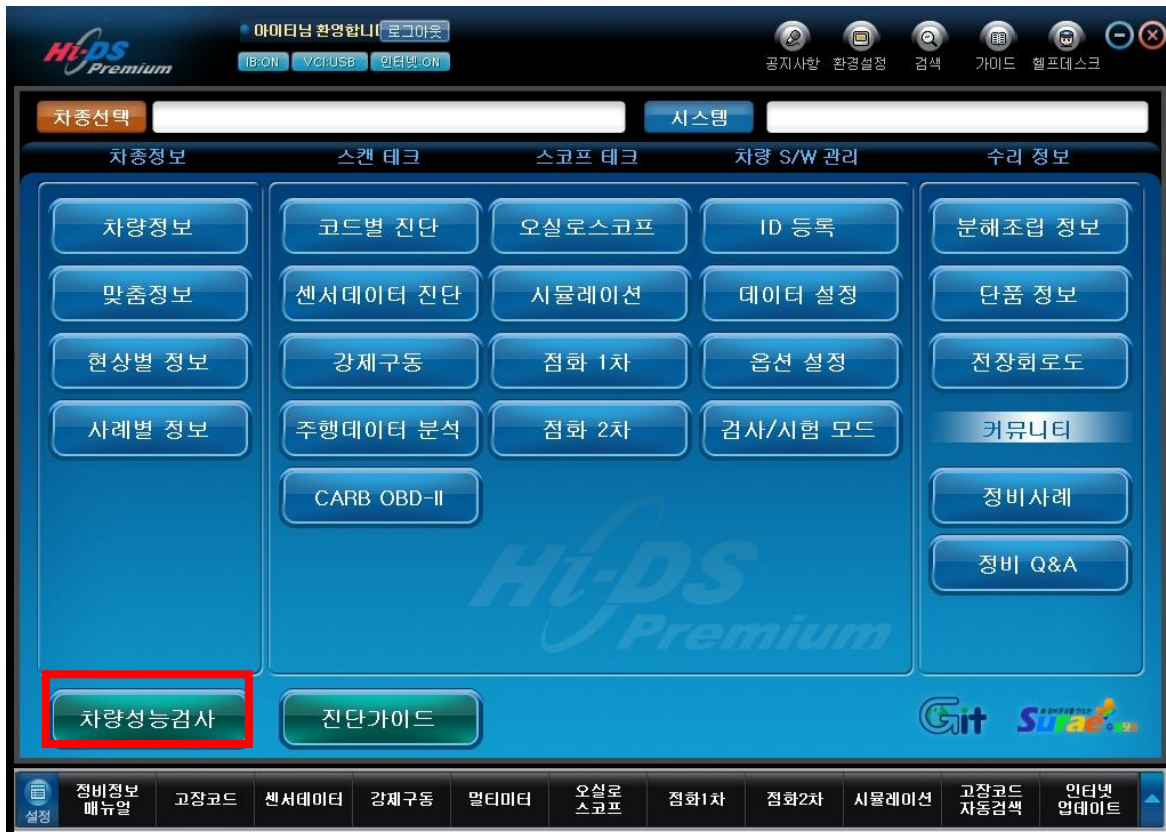 Hi-DS
Premium
아이티님 환영합니
로그아웃
IB:ON
VCI:USB
인터넷:ON
공지사항
환경설정
검색
가이드
헬프데스크
차종선택
시스템
차종정보
스캔 테크
스코프 테크
차량 S/W 관리
수리 정보
차량정보
코드별 진단
오실로스코프
ID 등록
분해조립 정보
맞춤정보
센서데이터 진단
시뮬레이션
데이터 설정
단품 정보
현상별 정보
강제구동
점화 1차
옵션 설정
전장회로도
사례별 정보
주행데이터 분석
점화 2차
검사/시험 모드
커뮤니티
CARB OBD-II
정비사례
정비 Q&A
Hi-DS
Premium
차량성능검사
진단가이드
Git
Surae
설정
정비정보
매뉴얼
고장코드
센서데이터
강제구동
멀티미터
오실로
스코프
점화1차
점화2차
시뮬레이션
고장코드
자동검색
인터넷
업데이트